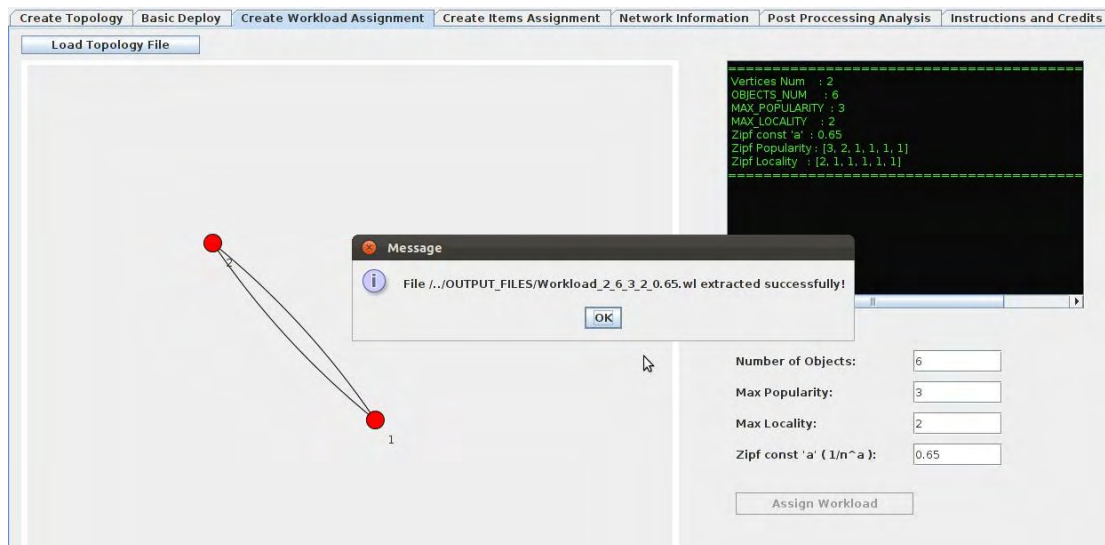 Create Topology Basic Deploy Create Workload Assignment Create Items Assignment Network Information Post Proccessing Analysis Instructions and Credits
Load Topology File
==========================================
Vertices Num : 2
OBJECTS_NUM : 6
MAX_POPULARITY : 3
MAX_LOCALITY : 2
Zipf const 'a' : 0.65
Zipf Popularity : [3, 2, 1, 1, 1, 1]
Zipf Locality : [2, 1, 1, 1, 1, 1]
==========================================
2
Message
File /../OUTPUT_FILES/Workload_2_6_3_2_0.65.wl extracted successfully!
OK
1
Number of Objects: 6
Max Popularity: 3
Max Locality: 2
Zipf const 'a' ( 1/n^a ): 0.65
Assign Workload